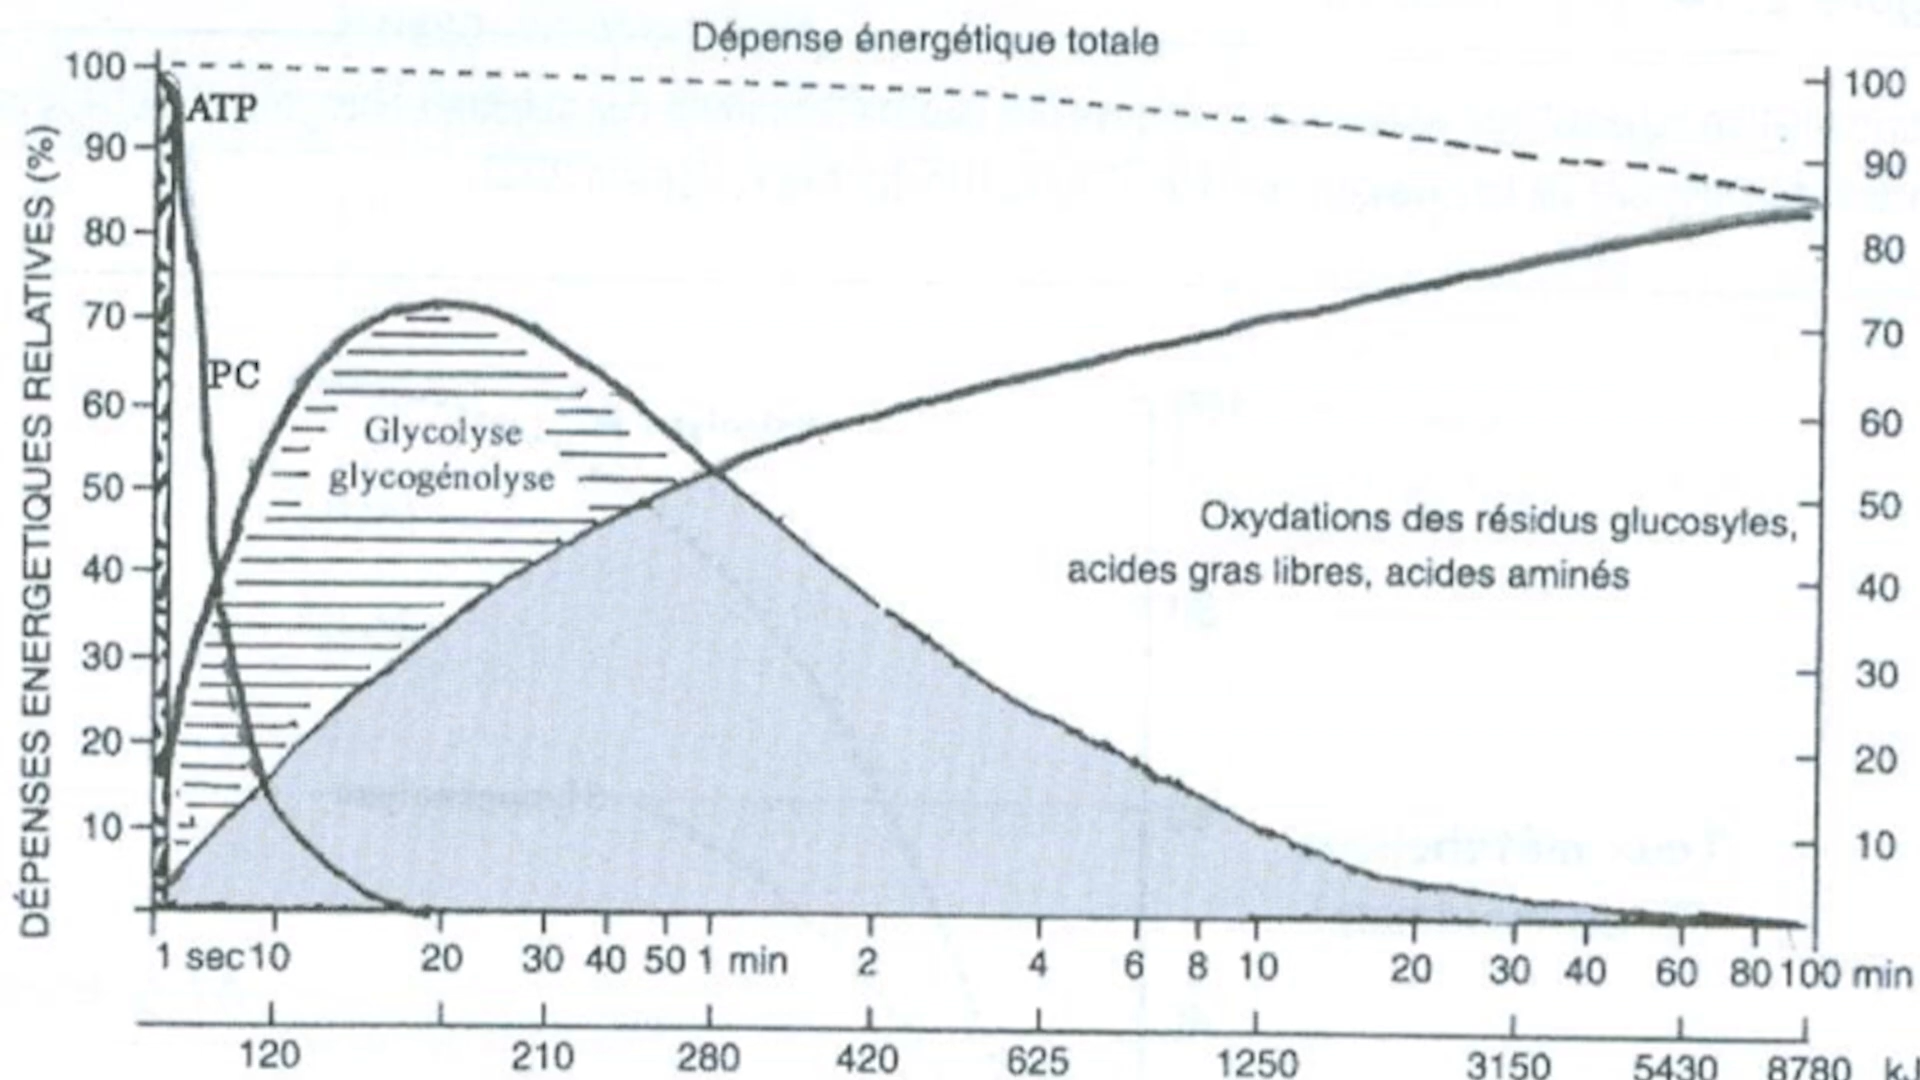 Dépense énergétique totale
DÉPENSES ENERGETIQUES RELATIVES (%)
100
90
80
70
60
50
40
30
20
10
ATP
PC
Glycolyse
glycogénolyse
Oxydations des résidus glucosyles,
acides gras libres, acides aminés
100
90
80
70
60
50
40
30
20
10
1 sec 10 20 30 40 50 1 min 2 4 6 8 10 20 30 40 60 80 100 min
120 210 280 420 625 1250 3150 5430 8780